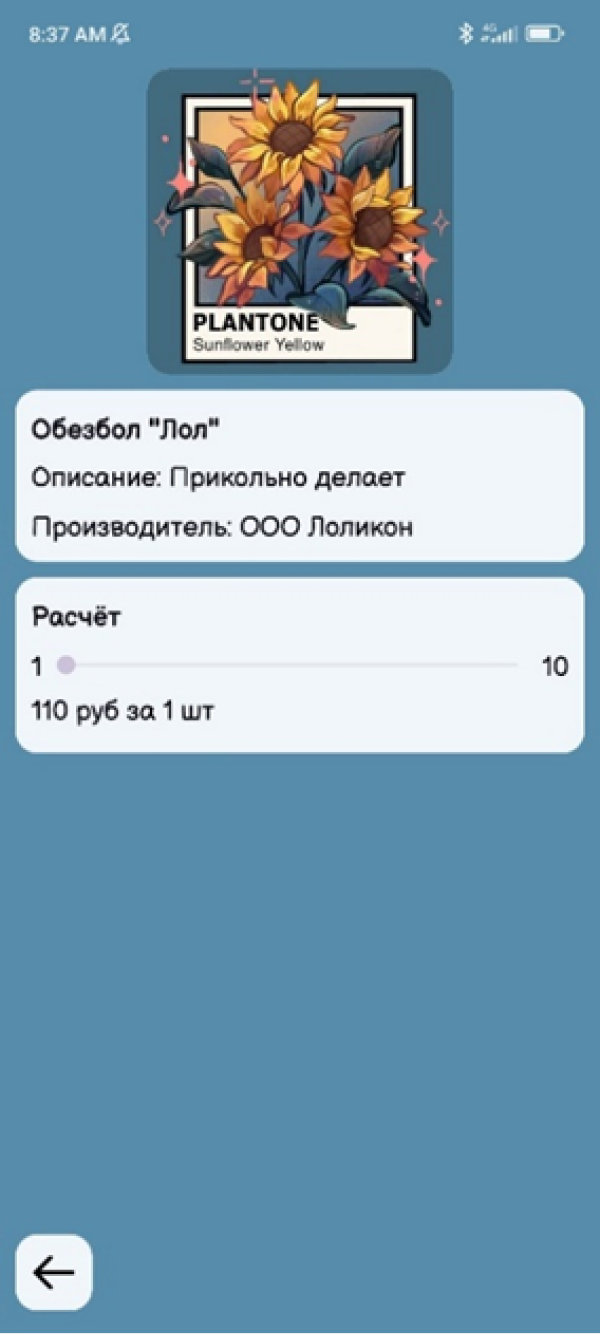 8:37 AM
4G
PLANTONE
Sunflower Yellow
Обезбол "Лол"
Описание: Прикольно делает
Производитель: ООО Лоликон
Расчёт
1 10
110 руб за 1 шт